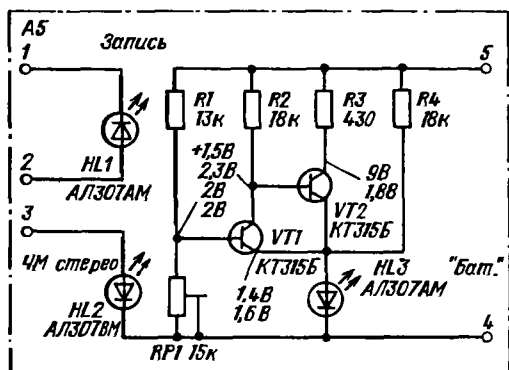 А5
Запись
1
5
R1
13к
R2
18к
R3
430
R4
18к
HL1
АЛ307АМ
2
+1,5В
2,3В
2В
2В
9В
1,8В
VT2
КТ315Б
3
VT1
КТ315Б
ЧМ стерео
HL3
АЛ307АМ
"Бат."
HL2
АЛ307ВМ
1,4В
1,6В
4
RP1 15к